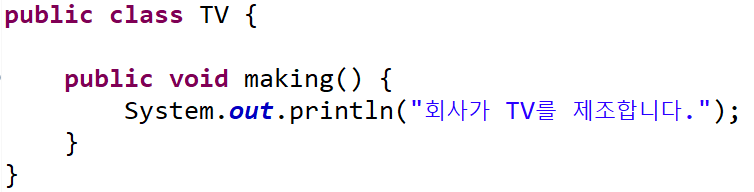 public class TV {
public void making() {
System.out.println("회사가 TV를 제조합니다.");
}
}